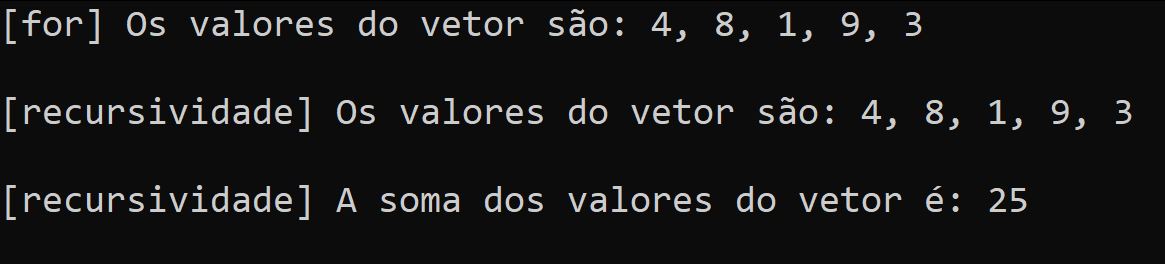 [for] Os valores do vetor são: 4, 8, 1, 9, 3
[recursividade] Os valores do vetor são: 4, 8, 1, 9, 3
[recursividade] A soma dos valores do vetor é: 25